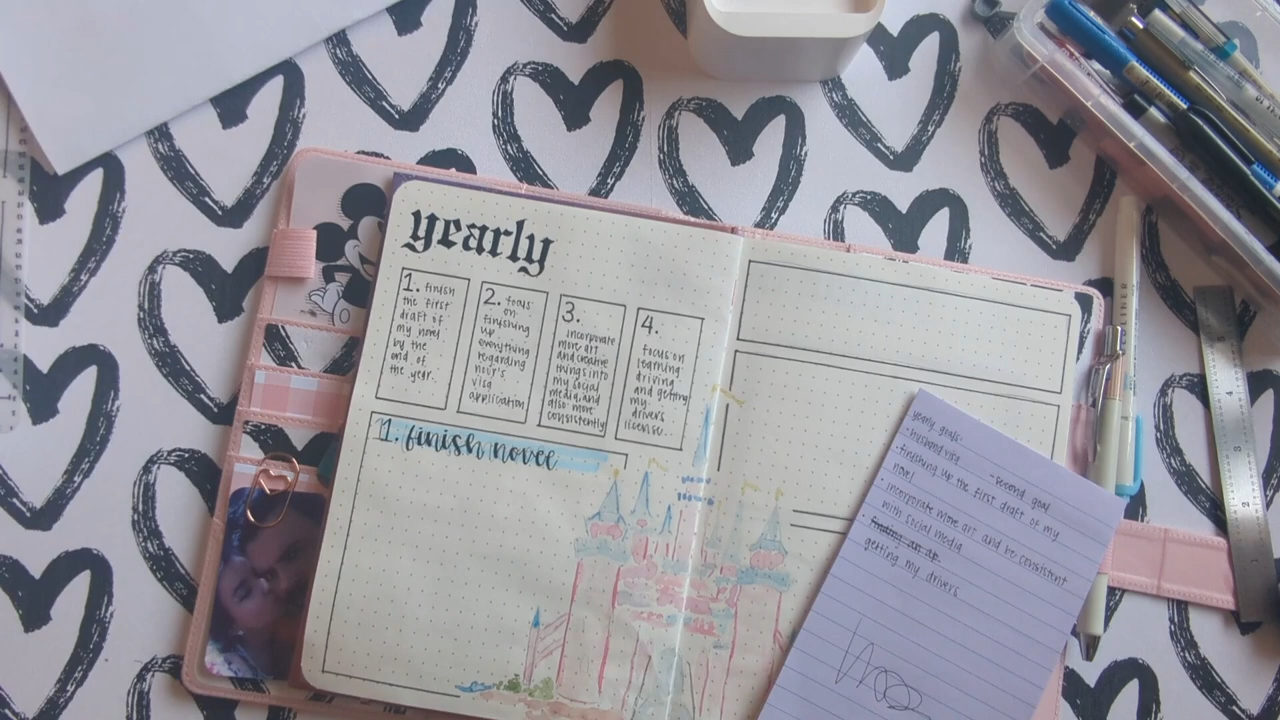 yearly
1. finish
the first
draft of
my novel
by the
end of
the year.
2. focus
on
finishing
up
everything
regarding
nour's
visa
application
3.
incorporate
more art
and creative
things into
my social
media, and
also more
consistently
4.
focus on
learning
driving
and getting
my
drivers
license..
1. finish novel
yearly goals:
• husband visa
- second goal
• finishing up the first draft of my
novel
• incorporate more art and be consistent
with social media
• finding an ap
getting my drivers